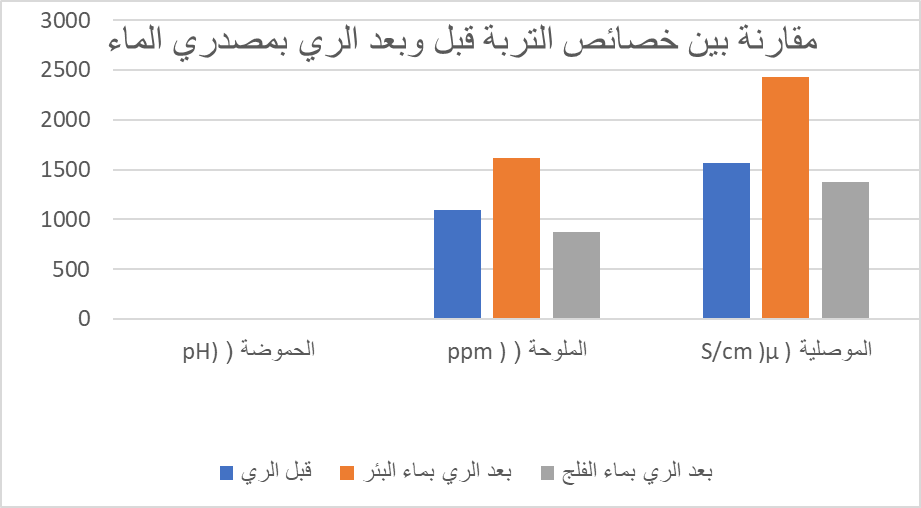 مقارنة بين خصائص التربة قبل وبعد الري بمصدري الماء
3000
2500
2000
1500
1000
500
0
الحموضة ( (pH
الملوحة ( ( ppm
الموصلية ( µ( S/cm
قبل الري
بعد الري بماء البئر
بعد الري بماء الفلج